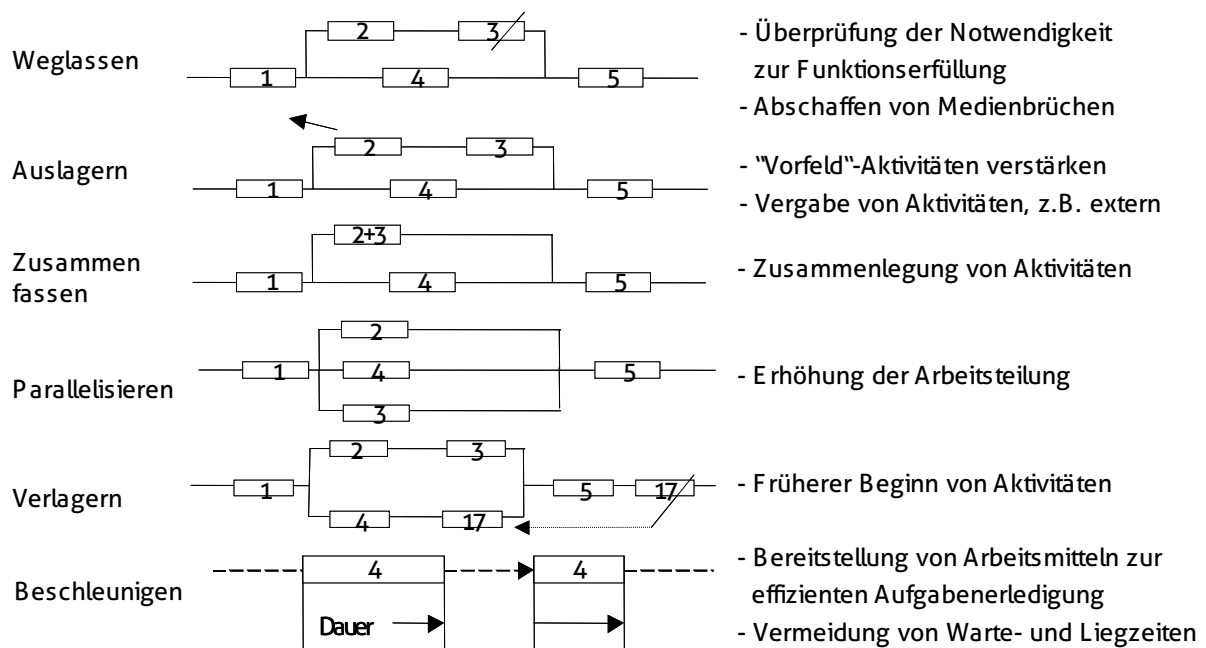 Weglassen
1
2
3
4
5
- Überprüfung der Notwendigkeit
zur Funktionserfüllung
- Abschaffen von Medienbrüchen
Auslagern
1
2
3
4
5
- "Vorfeld"-Aktivitäten verstärken
- Vergabe von Aktivitäten, z.B. extern
Zusammen
fassen
1
2+3
4
5
- Zusammenlegung von Aktivitäten
Parallelisieren
1
2
4
3
5
- Erhöhung der Arbeitsteilung
Verlagern
1
2
3
4
17
5
17
- Früherer Beginn von Aktivitäten
Beschleunigen
4
4
Dauer
- Bereitstellung von Arbeitsmitteln zur
effizienten Aufgabenerledigung
- Vermeidung von Warte- und Liegzeiten